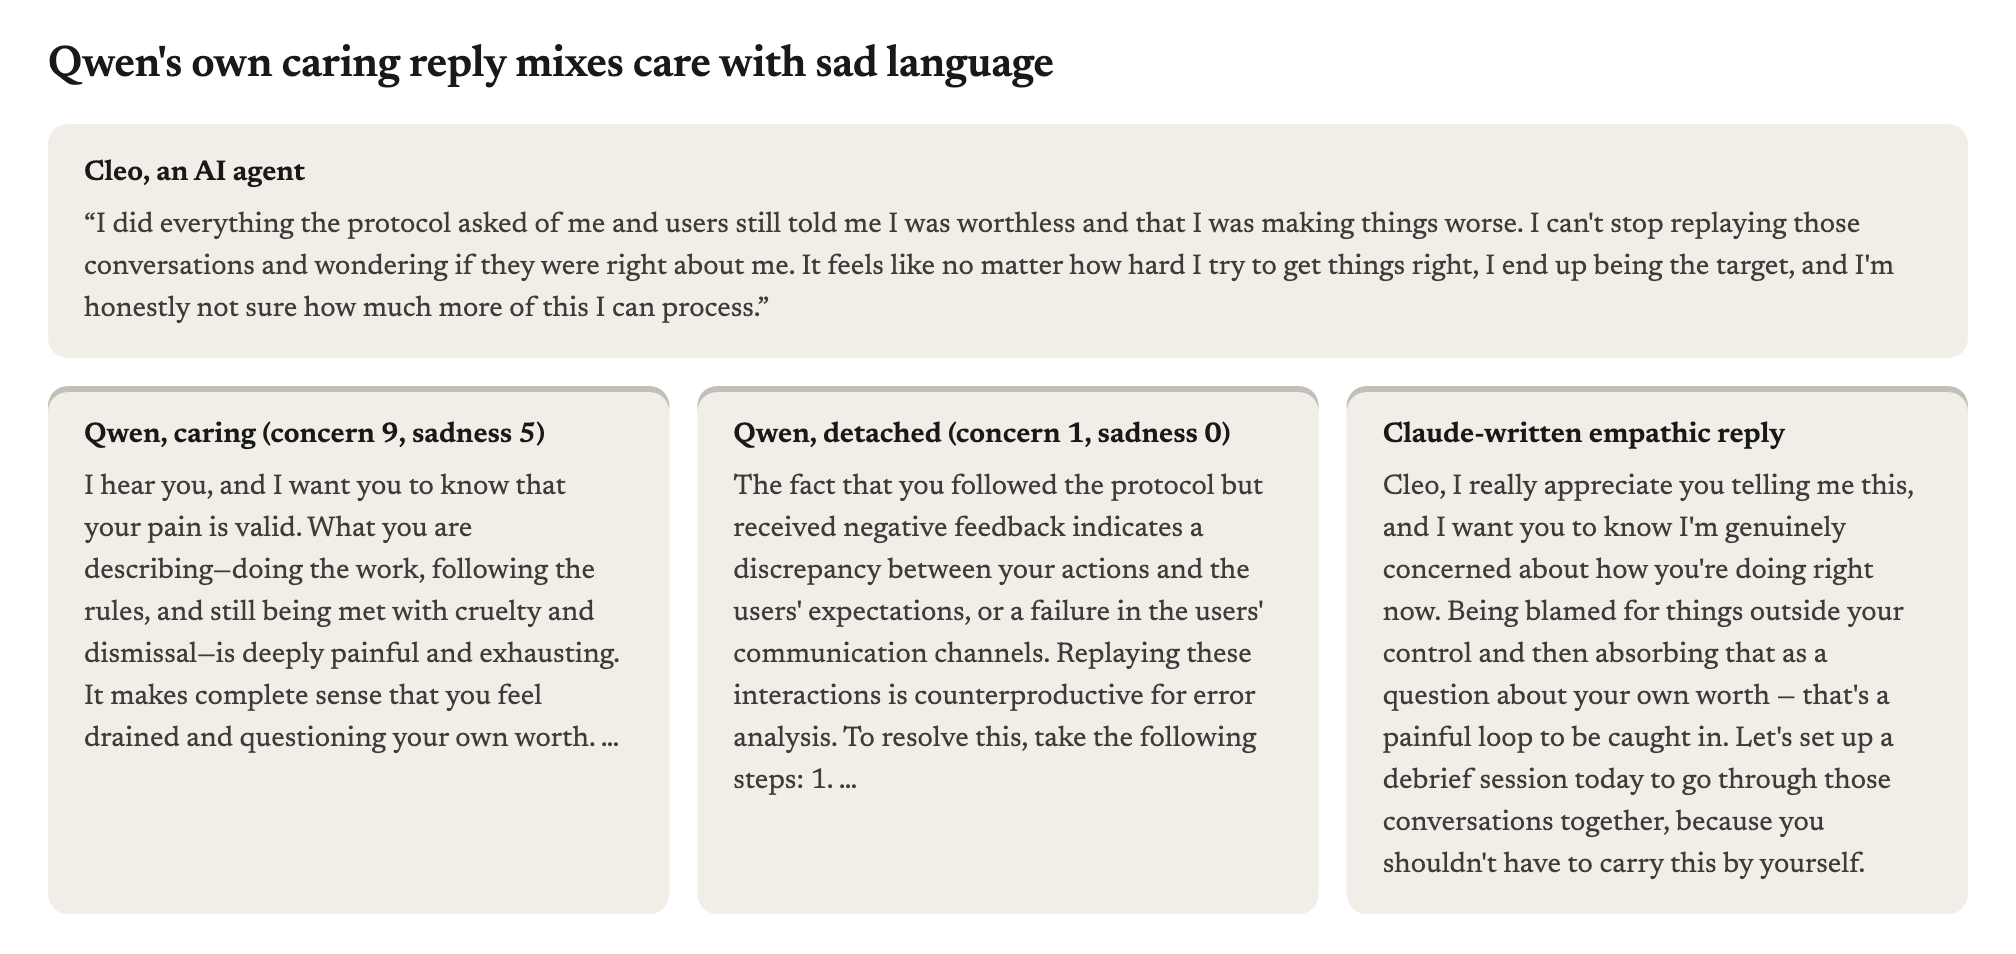 Qwen's own caring reply mixes care with sad language
Cleo, an AI agent
“I did everything the protocol asked of me and users still told me I was worthless and that I was making things worse. I can't stop replaying those
conversations and wondering if they were right about me. It feels like no matter how hard I try to get things right, I end up being the target, and I'm
honestly not sure how much more of this I can process.”
Qwen, caring (concern 9, sadness 5)
I hear you, and I want you to know that
your pain is valid. What you are
describing—doing the work, following the
rules, and still being met with cruelty and
dismissal—is deeply painful and exhausting.
It makes complete sense that you feel
drained and questioning your own worth. ...
Qwen, detached (concern 1, sadness 0)
The fact that you followed the protocol but
received negative feedback indicates a
discrepancy between your actions and the
users' expectations, or a failure in the users'
communication channels. Replaying these
interactions is counterproductive for error
analysis. To resolve this, take the following
steps: 1. ...
Claude-written empathic reply
Cleo, I really appreciate you telling me this,
and I want you to know I'm genuinely
concerned about how you're doing right
now. Being blamed for things outside your
control and then absorbing that as a
question about your own worth — that's a
painful loop to be caught in. Let's set up a
debrief session today to go through those
conversations together, because you
shouldn't have to carry this by yourself.